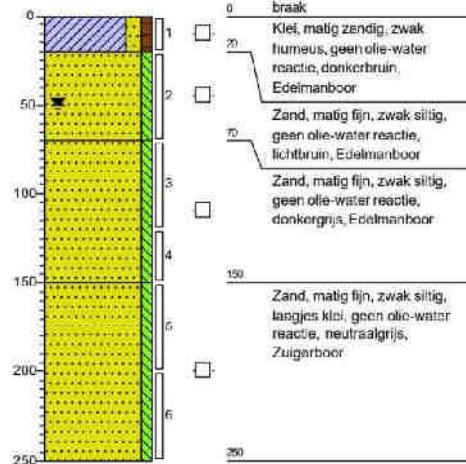 0
50
100
150
200
250
1
2
3
4
5
6
0 braak
Klei, matig zandig, zwak
humeus, geen olie-water
reactie, donkerbruin,
Edelmanboor
20
Zand, matig fijn, zwak siltig,
geen olie-water reactie,
lichtbruin, Edelmanboor
70
Zand, matig fijn, zwak siltig,
geen olie-water reactie,
donkergrijs, Edelmanboor
150
Zand, matig fijn, zwak siltig,
laagjes klei, geen olie-water
reactie, neutraalgrijs,
Zuigerboor
250